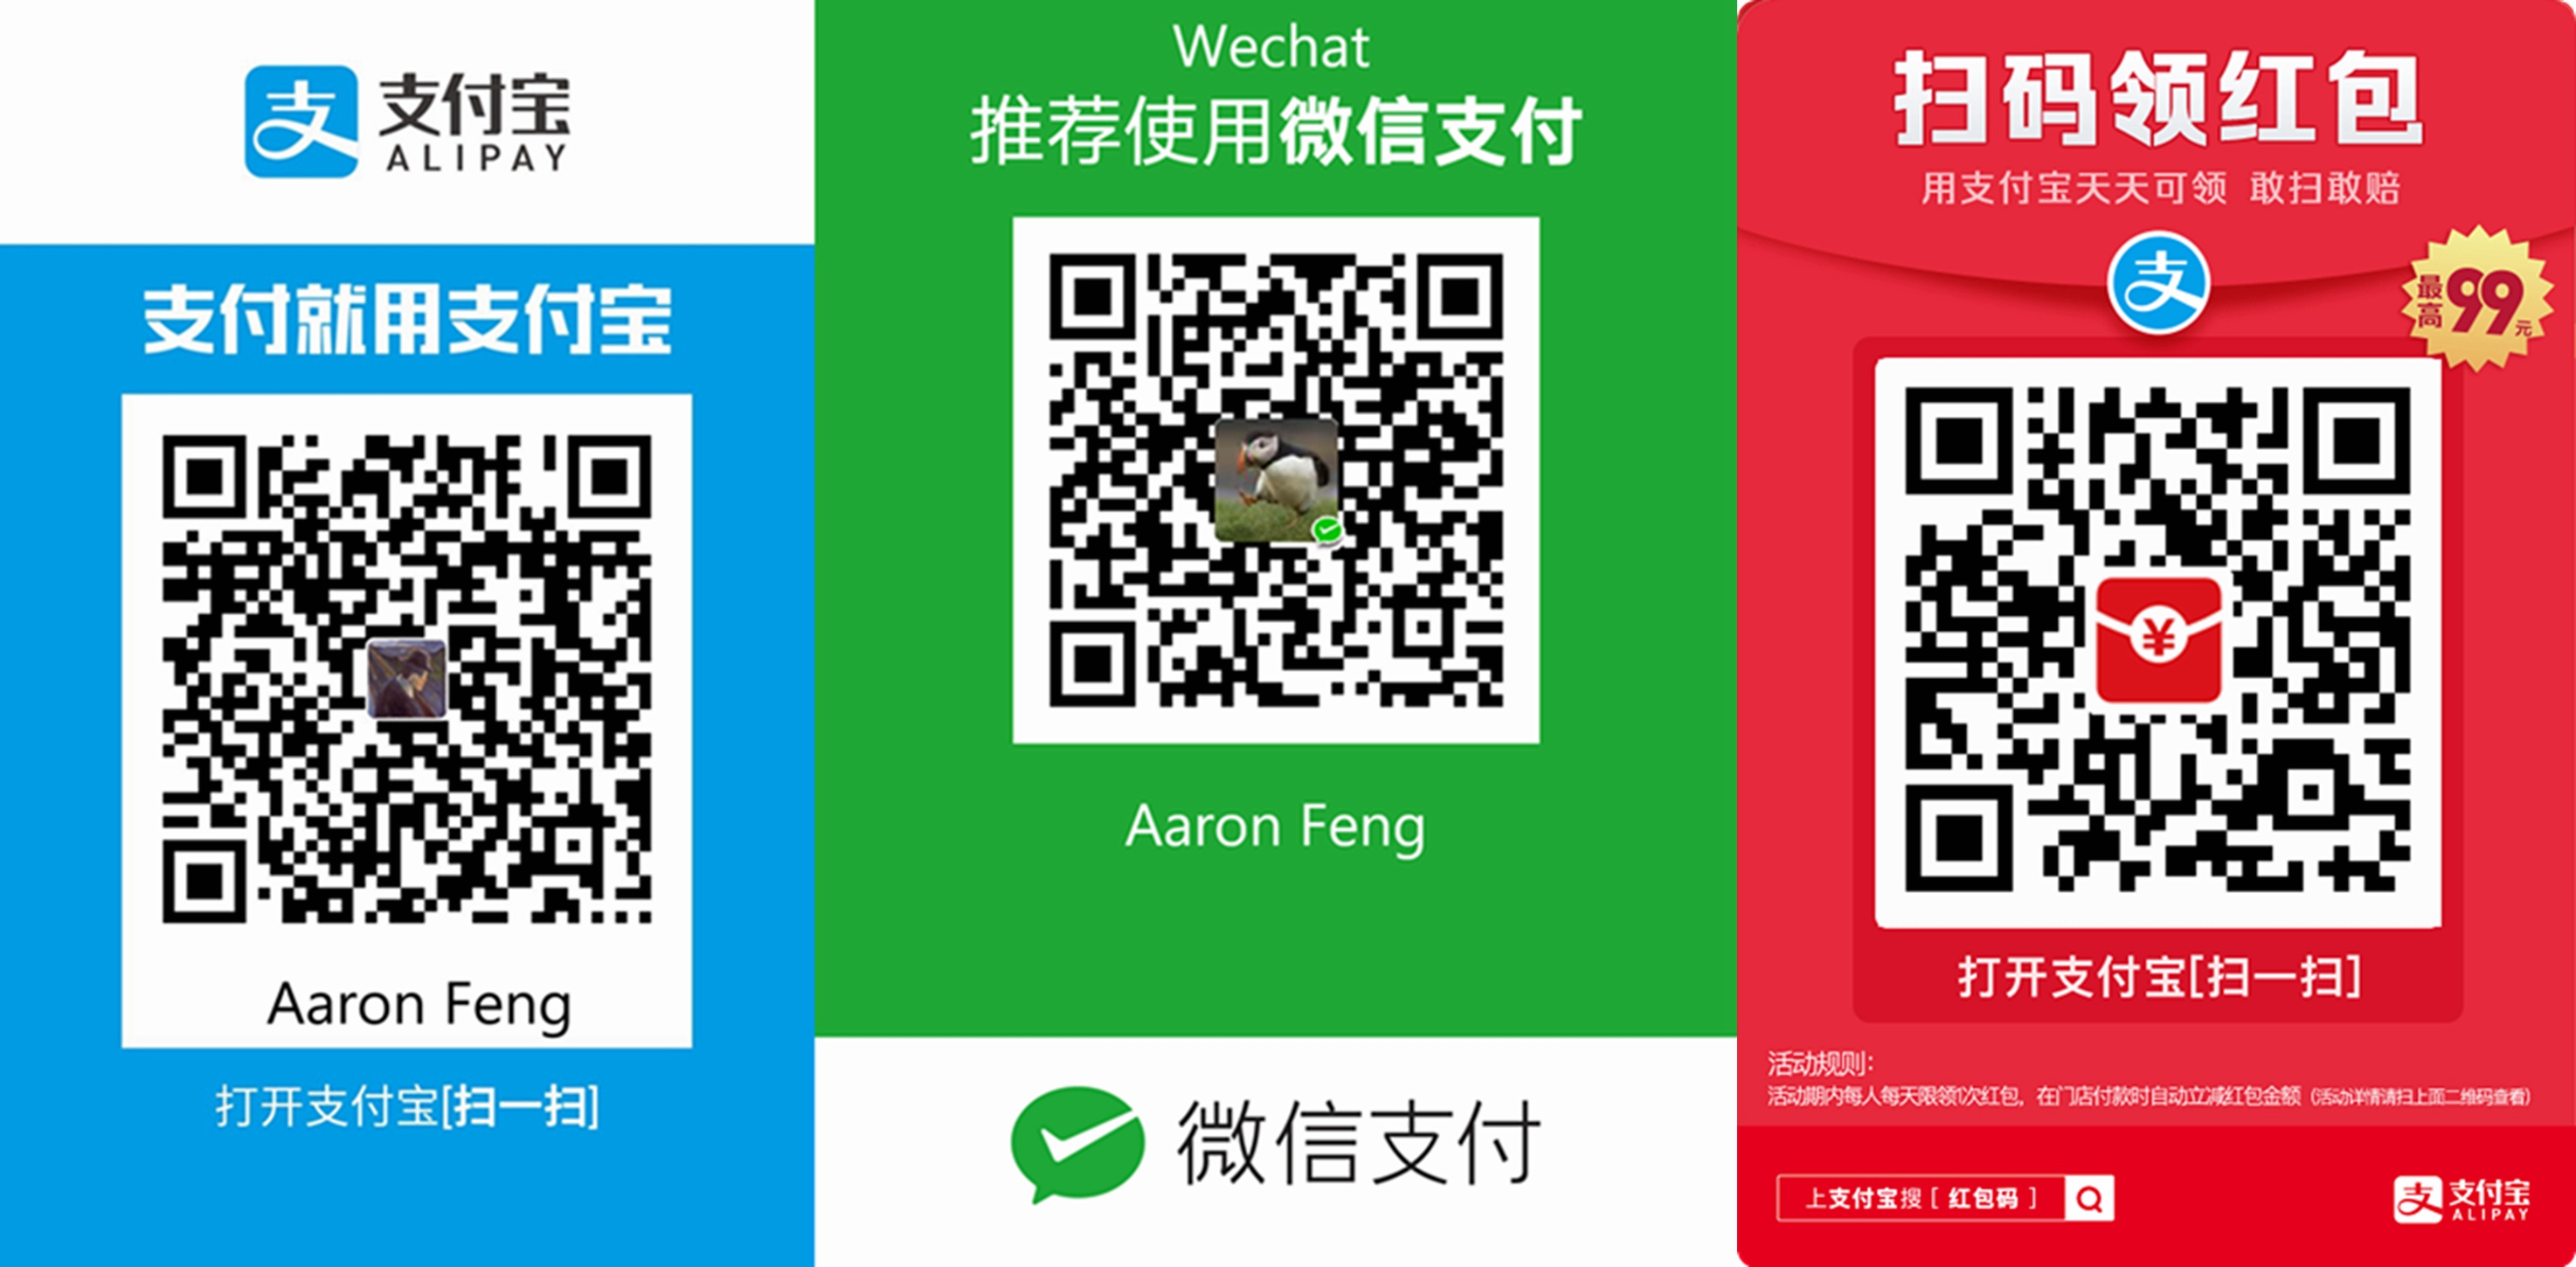 支付宝
ALIPAY
支付就用支付宝
Aaron Feng
打开支付宝[扫一扫]
Wechat
推荐使用微信支付
Aaron Feng
微信支付
扫码领红包
用支付宝天天可领 敢扫敢赔
支
最高99元
¥
打开支付宝[扫一扫]
活动规则：
活动期内每人每天限领1次红包，在门店付款时自动立减红包金额（活动详情请扫上面二维码查看）
上支付宝搜［红包码］
支付宝
ALIPAY